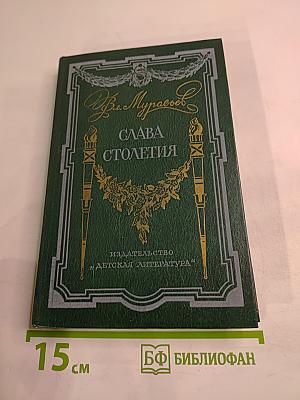 Вл. Муравьев
СЛАВА
СТОЛЕТИЯ
ИЗДАТЕЛЬСТВО
„ДЕТСКАЯ ЛИТЕРАТУРА“
15 см
БФ БИБЛИОФАН